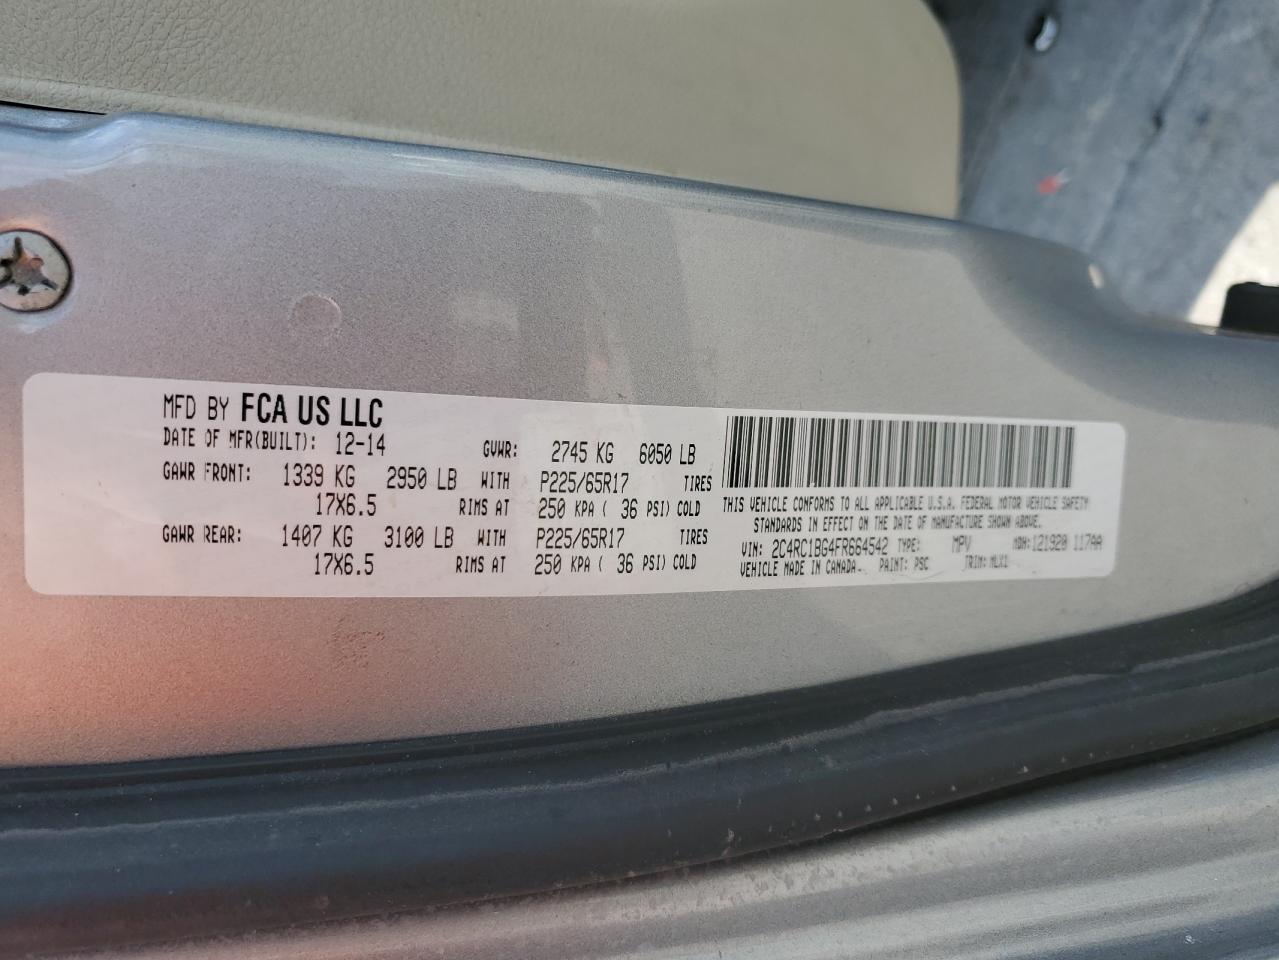 MFD BY FCA US LLC
DATE OF MFR(BUILT): 12-14 GVWR: 2745 KG 6050 LB
GAWR FRONT: 1339 KG 2950 LB WITH P225/65R17 TIRES
17X6.5 RIMS AT 250 KPA ( 36 PSI) COLD
GAWR REAR: 1407 KG 3100 LB WITH P225/65R17 TIRES
17X6.5 RIMS AT 250 KPA ( 36 PSI) COLD
THIS VEHICLE CONFORMS TO ALL APPLICABLE U.S.A. FEDERAL MOTOR VEHICLE SAFETY
STANDARDS IN EFFECT ON THE DATE OF MANUFACTURE SHOWN ABOVE.
VIN: 2C4RC1BG4FR664542 TYPE: MPV MDH:121920 117AA
VEHICLE MADE IN CANADA. PAINT: PSC TRIM: